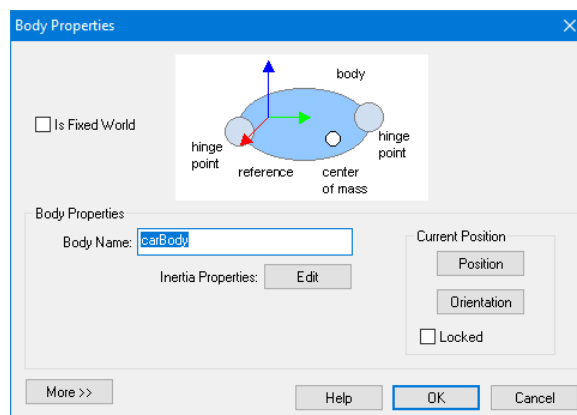 Body Properties
body
Is Fixed World
hinge
point
hinge
point
reference
center
of mass
Body Properties
Body Name: carBody
Inertia Properties: Edit
Current Position
Position
Orientation
Locked
More >>
Help
OK
Cancel